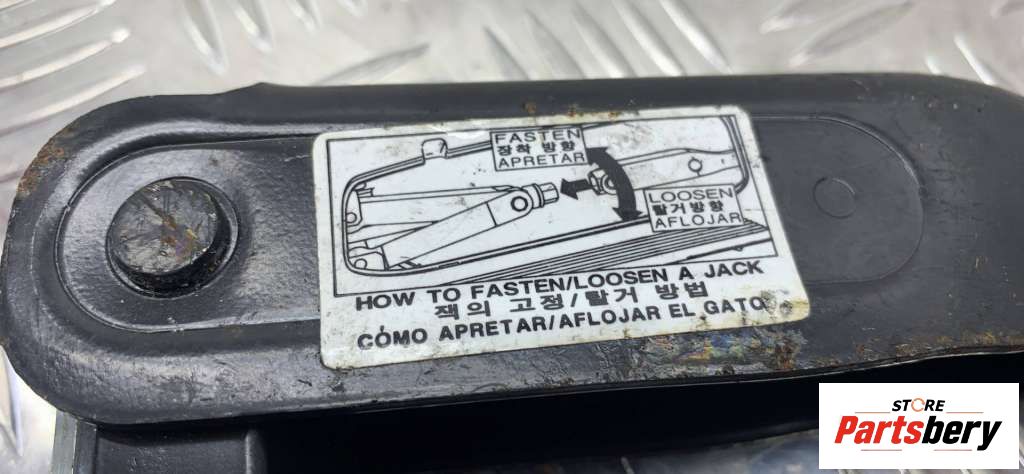 FASTEN
장착 방향
APRETAR
LOOSEN
탈거방향
AFLOJAR
HOW TO FASTEN/LOOSEN A JACK
잭의 고정/탈거 방법
CÓMO APRETAR/AFLOJAR EL GATO
STORE
Partsbery